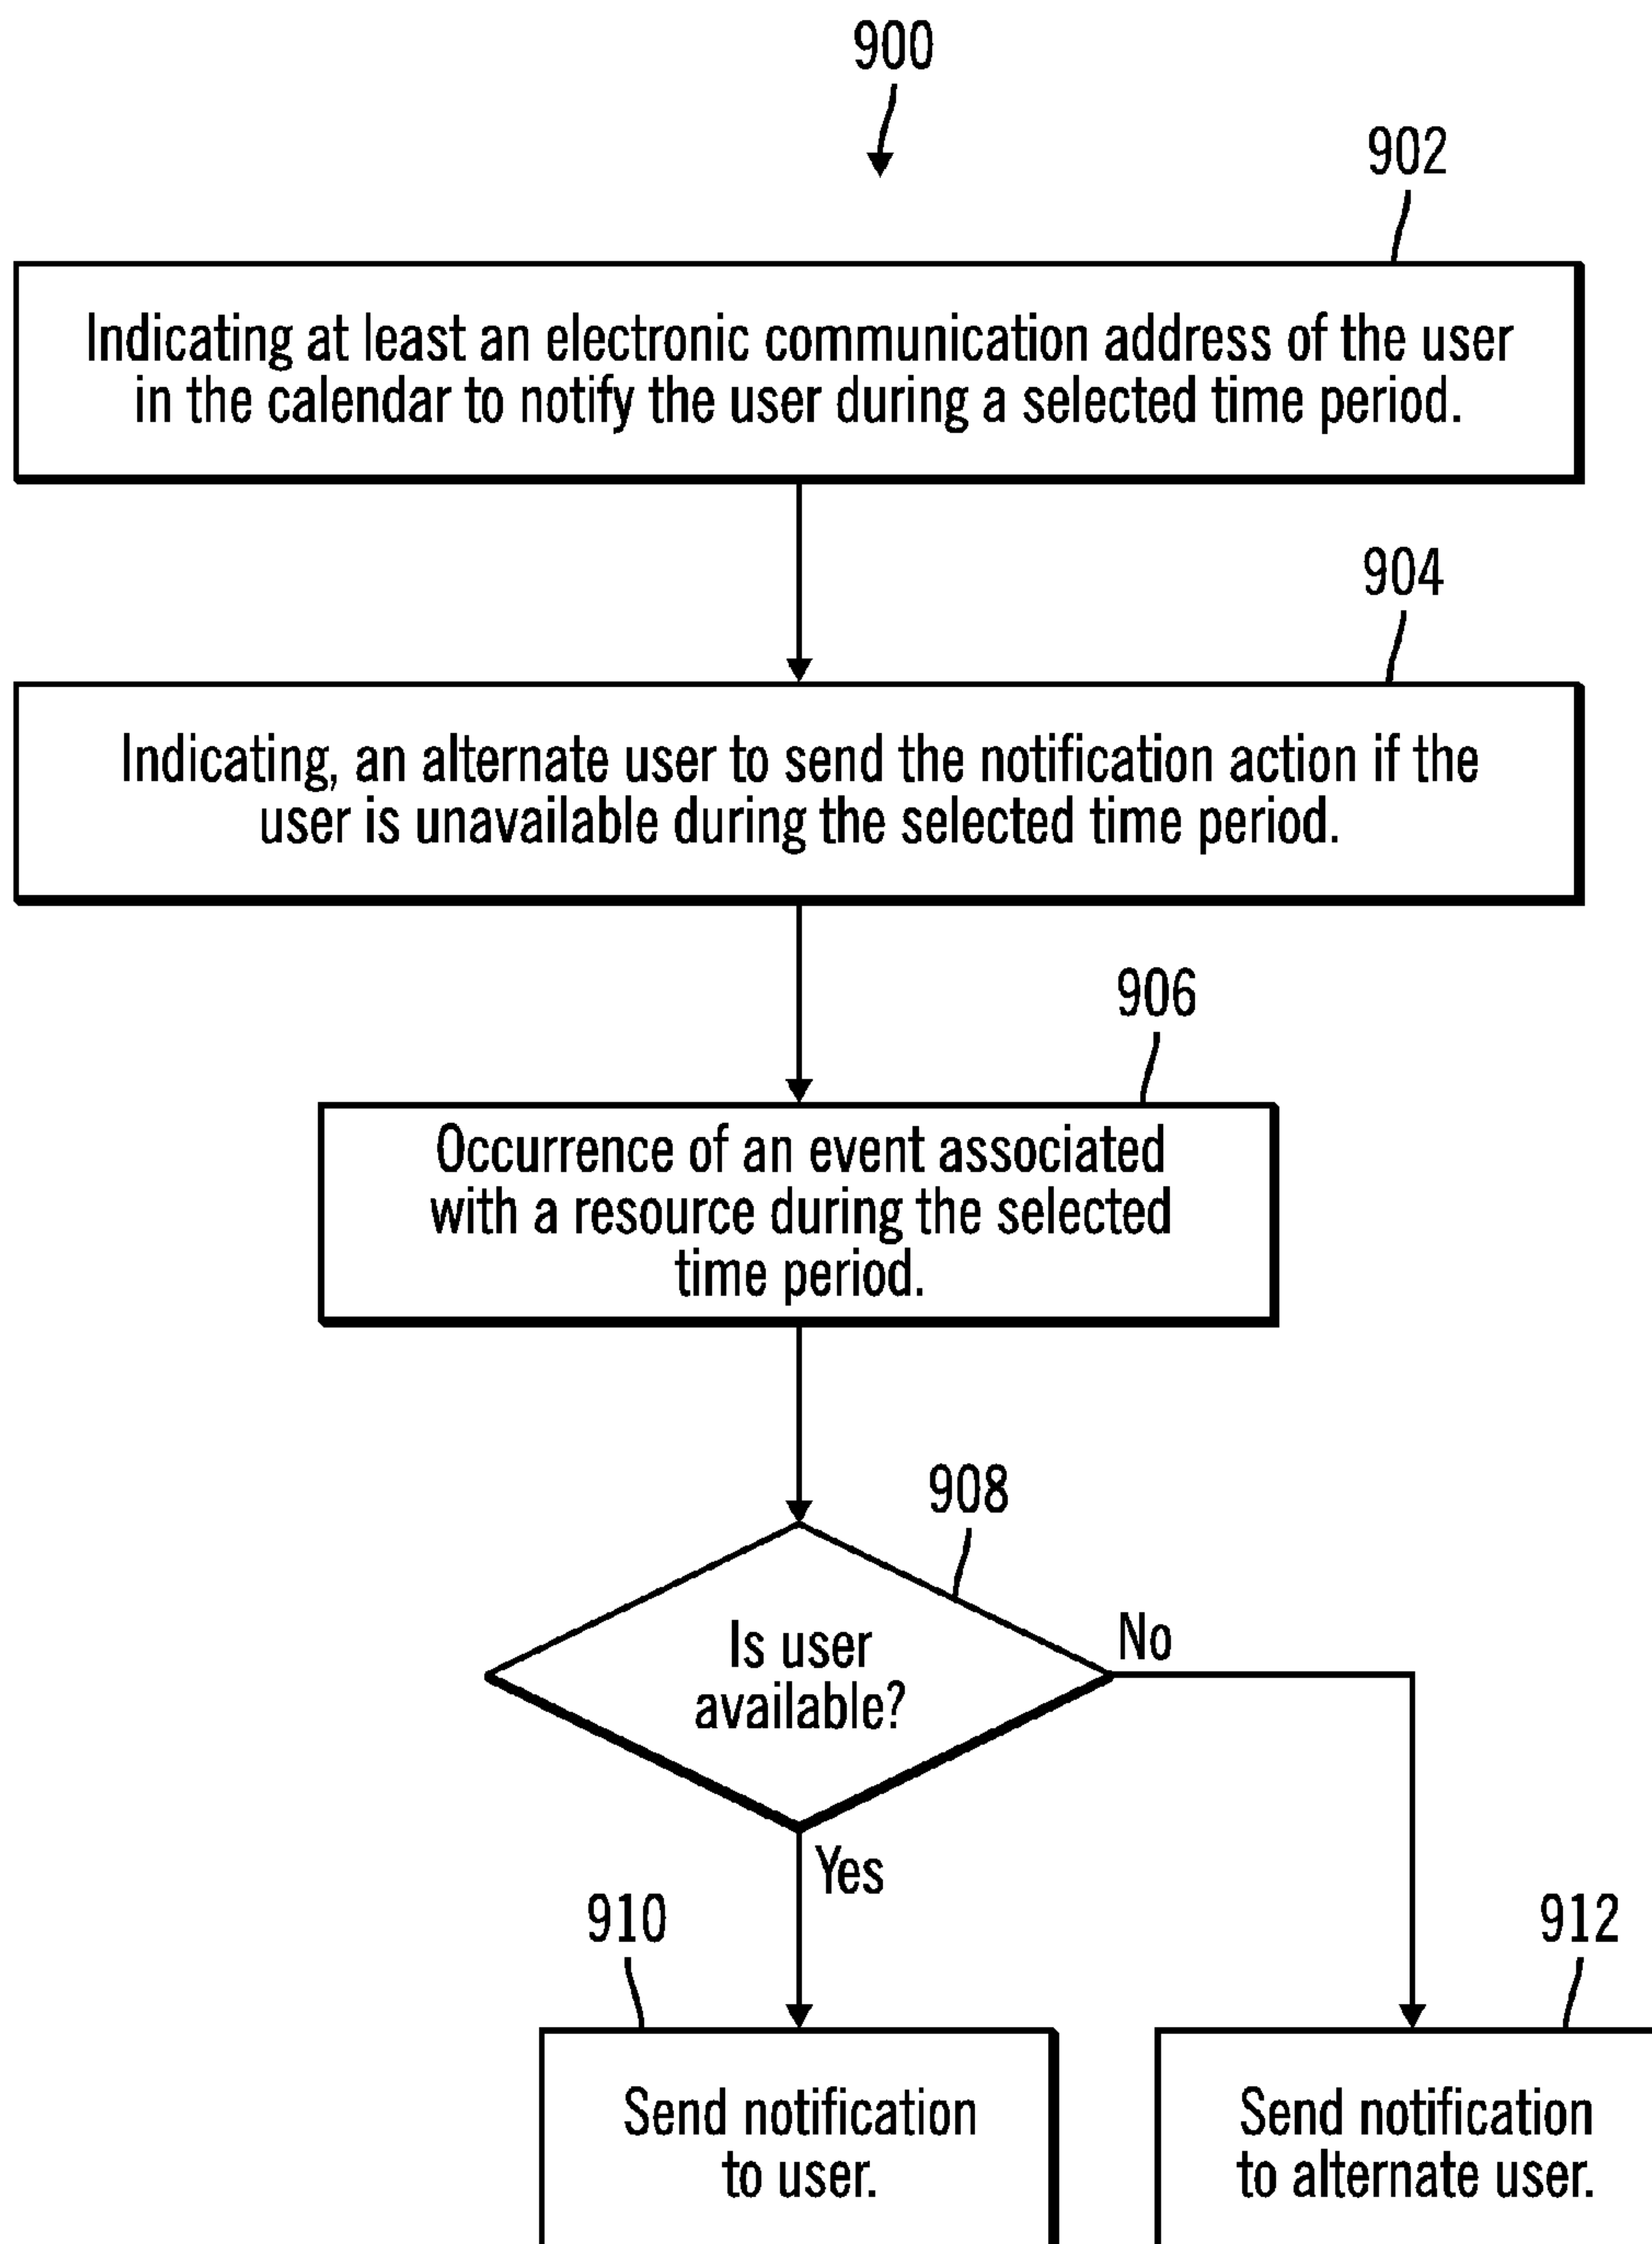 900
902
Indicating at least an electronic communication address of the user
in the calendar to notify the user during a selected time period.
904
Indicating, an alternate user to send the notification action if the
user is unavailable during the selected time period.
906
Occurrence of an event associated
with a resource during the selected
time period.
908
Is user
available?
No
Yes
910
912
Send notification
to user.
Send notification
to alternate user.